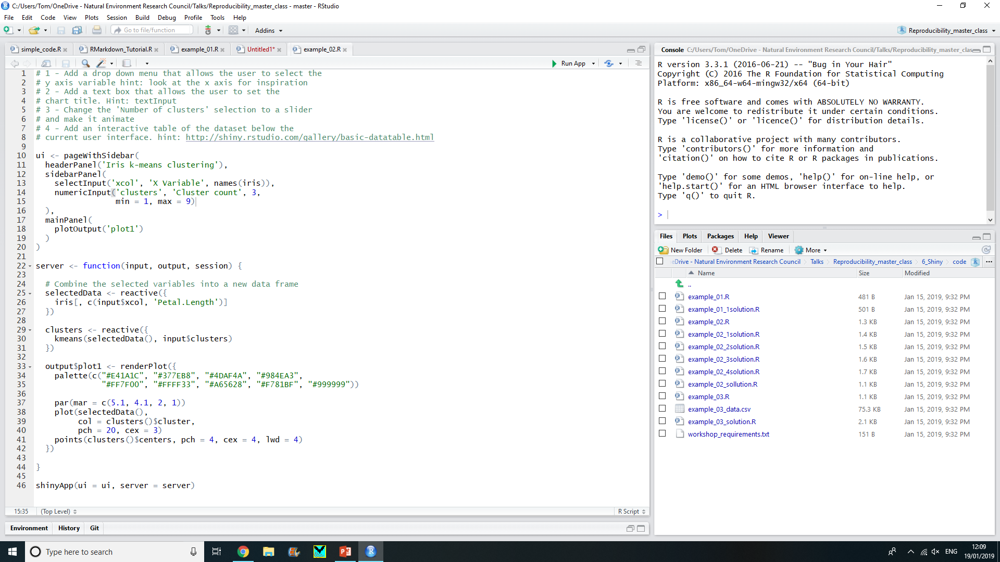 C:/Users/Tom/OneDrive - Natural Environment Research Council/Talks/Reproducibility_master_class - master - RStudio
File Edit Code View Plots Session Build Debug Profile Tools Help
Go to file/function
Addins
Reproducibility_master_class
simple_code.R
RMarkdown_Tutorial.R
example_01.R
Untitled1*
example_02.R
Run App
1 # 1 - Add a drop down menu that allows the user to select the
2 # y axis variable hint: look at the x axis for inspiration
3 # 2 - Add a text box that allows the user to set the
4 # chart title. Hint: textInput
5 # 3 - Change the 'Number of clusters' selection to a slider
6 # and make it animate
7 # 4 - Add an interactive table of the dataset below the
8 # current user interface. hint: http://shiny.rstudio.com/gallery/basic-datatable.html
9
10 ui <- pageWithSidebar(
11   headerPanel('Iris k-means clustering'),
12   sidebarPanel(
13     selectInput('xcol', 'X Variable', names(iris)),
14     numericInput('clusters', 'Cluster count', 3,
15                  min = 1, max = 9)
16   ),
17   mainPanel(
18     plotOutput('plot1')
19   )
20 )
21
22 server <- function(input, output, session) {
23
24   # Combine the selected variables into a new data frame
25   selectedData <- reactive({
26     iris[, c(input$xcol, 'Petal.Length')]
27   })
28
29   clusters <- reactive({
30     kmeans(selectedData(), input$clusters)
31   })
32
33   output$plot1 <- renderPlot({
34     palette(c("#E41A1C", "#377EB8", "#4DAF4A", "#984EA3",
35               "#FF7F00", "#FFFF33", "#A65628", "#F781BF", "#999999"))
36
37     par(mar = c(5.1, 4.1, 2, 1))
38     plot(selectedData(),
39          col = clusters()$cluster,
40          pch = 20, cex = 3)
41     points(clusters()$centers, pch = 4, cex = 4, lwd = 4)
42   })
43
44 }
45
46 shinyApp(ui = ui, server = server)
15:35 (Top Level) R Script
Environment History Git
Console C:/Users/Tom/OneDrive - Natural Environment Research Council/Talks/Reproducibility_master_clas
R version 3.3.1 (2016-06-21) -- "Bug in Your Hair"
Copyright (C) 2016 The R Foundation for Statistical Computing
Platform: x86_64-w64-mingw32/x64 (64-bit)
R is free software and comes with ABSOLUTELY NO WARRANTY.
You are welcome to redistribute it under certain conditions.
Type 'license()' or 'licence()' for distribution details.
R is a collaborative project with many contributors.
Type 'contributors()' for more information and
'citation()' on how to cite R or R packages in publications.
Type 'demo()' for some demos, 'help()' for on-line help, or
'help.start()' for an HTML browser interface to help.
Type 'q()' to quit R.
>
Files Plots Packages Help Viewer
New Folder Delete Rename More
eDrive - Natural Environment Research Council Talks Reproducibility_master_class 6_Shiny code ...
Name Size Modified
..
example_01.R 481 B Jan 15, 2019, 9:32 PM
example_01_1solution.R 501 B Jan 15, 2019, 9:32 PM
example_02.R 1.3 KB Jan 15, 2019, 9:32 PM
example_02_1solution.R 1.4 KB Jan 15, 2019, 9:32 PM
example_02_2solution.R 1.5 KB Jan 15, 2019, 9:32 PM
example_02_3solution.R 1.6 KB Jan 15, 2019, 9:32 PM
example_02_4solution.R 1.7 KB Jan 15, 2019, 9:32 PM
example_02_sollution.R 1.1 KB Jan 15, 2019, 9:32 PM
example_03.R 1.1 KB Jan 15, 2019, 9:32 PM
example_03_data.csv 75.3 KB Jan 15, 2019, 9:32 PM
example_03_solution.R 2.1 KB Jan 15, 2019, 9:32 PM
workshop_requirements.txt 151 B Jan 15, 2019, 9:32 PM
Type here to search
ENG
12:09
19/01/2019